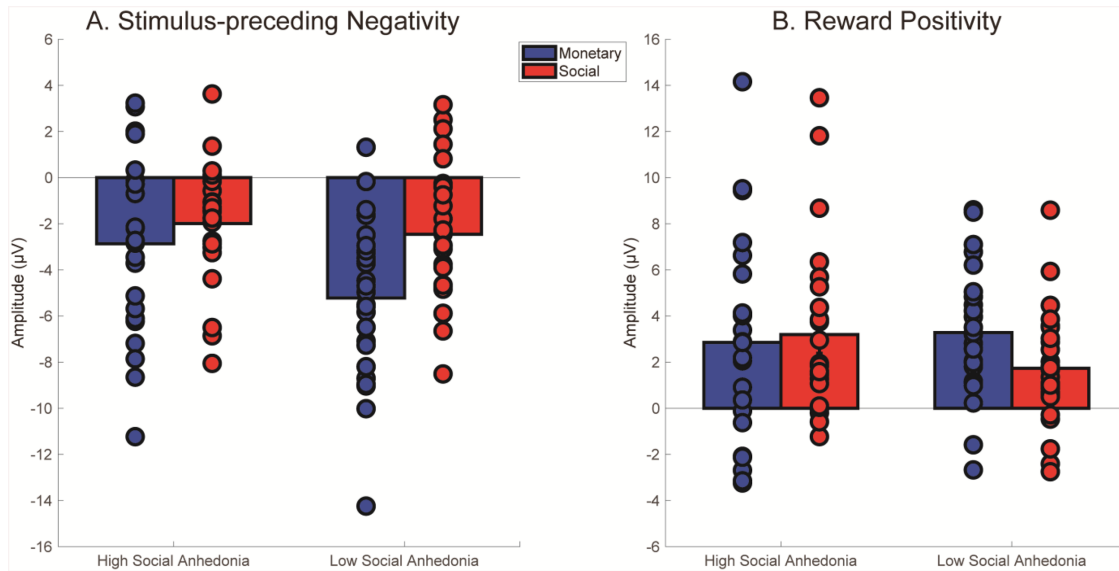 A. Stimulus-preceding Negativity
B. Reward Positivity
Monetary
Social
Amplitude (µV)
6
4
2
0
-2
-4
-6
-8
-10
-12
-14
-16
High Social Anhedonia
Low Social Anhedonia
Amplitude (µV)
16
14
12
10
8
6
4
2
0
-2
-4
-6
High Social Anhedonia
Low Social Anhedonia